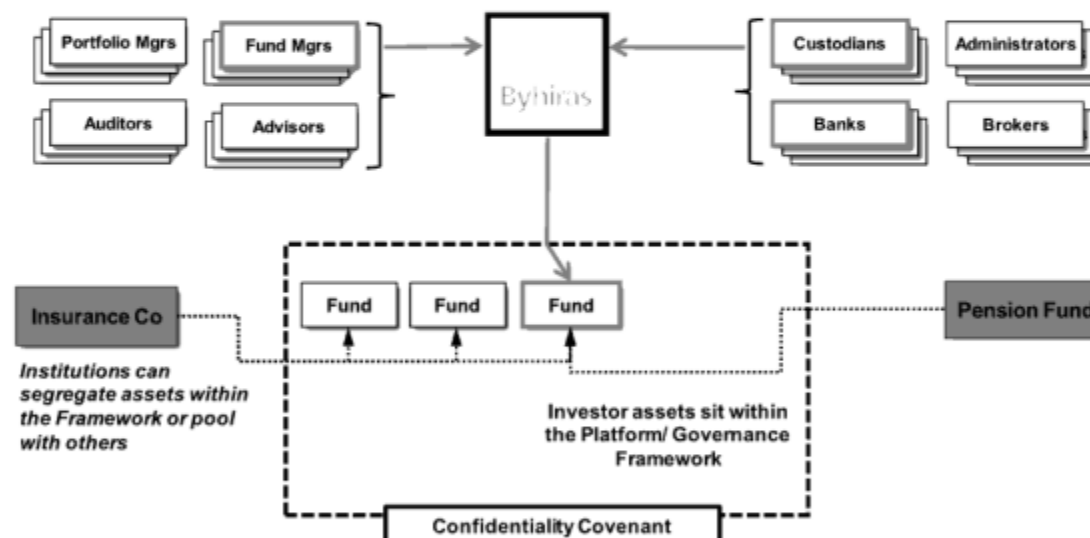 Portfolio Mgrs
Fund Mgrs
Custodians
Administrators
Byhiras
Auditors
Advisors
Banks
Brokers
Fund
Fund
Fund
Insurance Co
Pension Fund
Institutions can
segregate assets within
the Framework or pool
with others
Investor assets sit within
the Platform/ Governance
Framework
Confidentiality Covenant